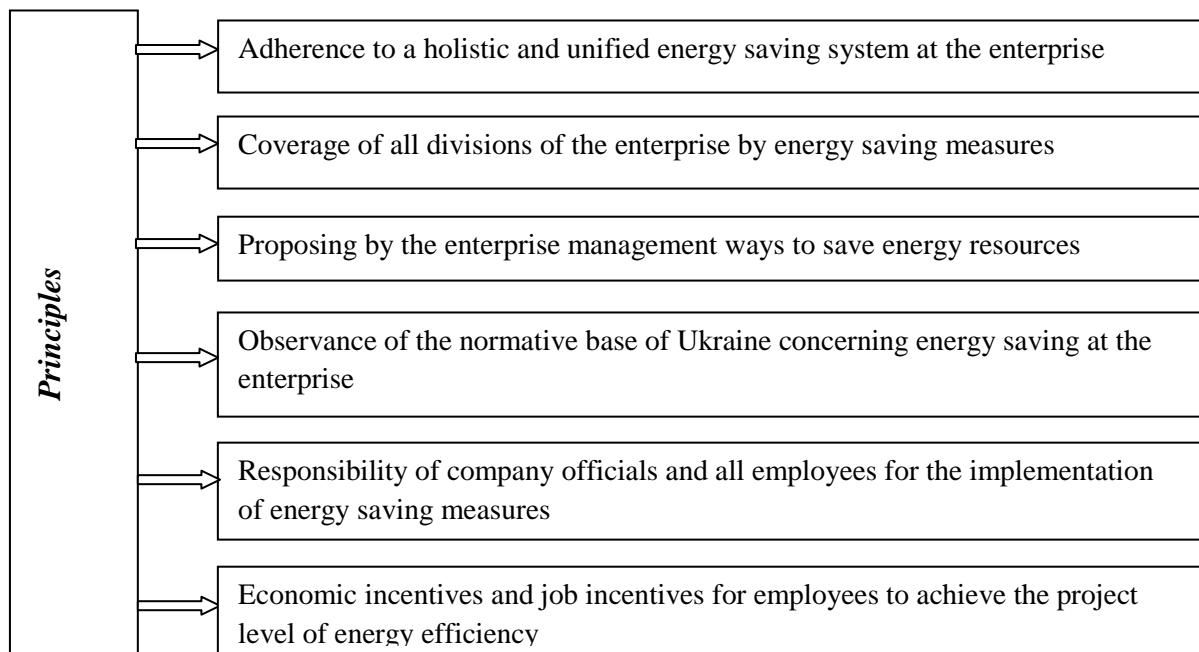 Principles
Adherence to a holistic and unified energy saving system at the enterprise
Coverage of all divisions of the enterprise by energy saving measures
Proposing by the enterprise management ways to save energy resources
Observance of the normative base of Ukraine concerning energy saving at the
enterprise
Responsibility of company officials and all employees for the implementation
of energy saving measures
Economic incentives and job incentives for employees to achieve the project
level of energy efficiency